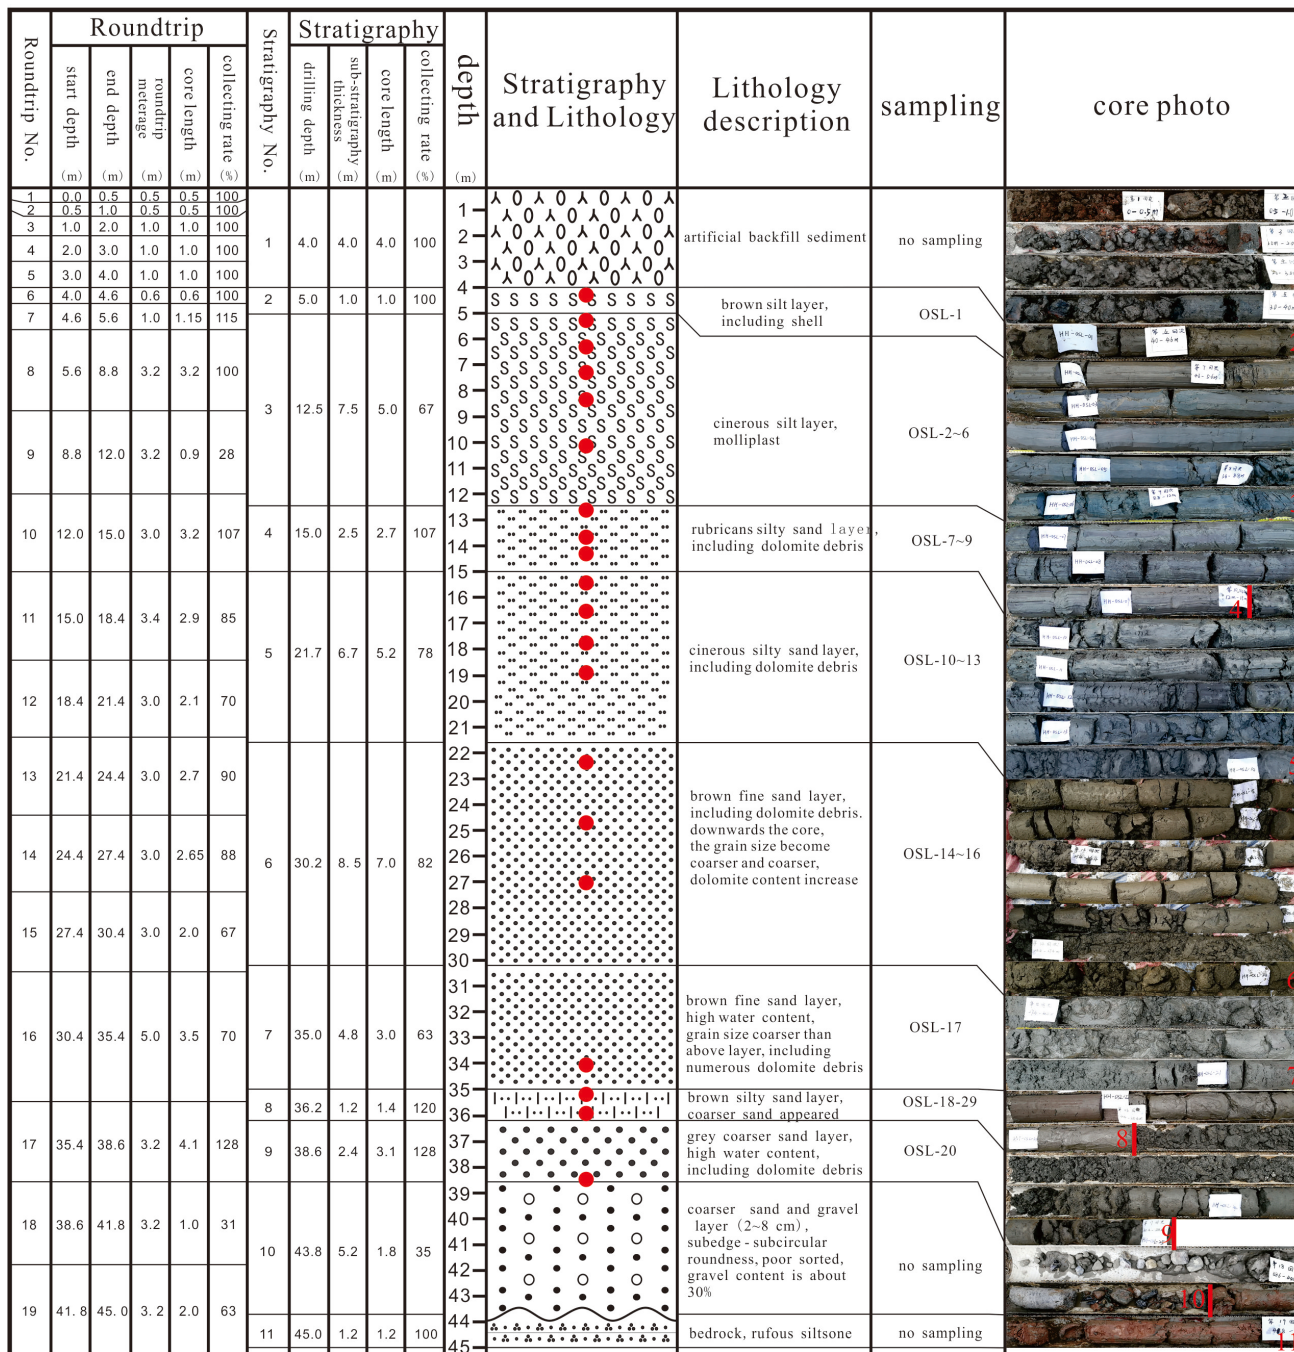 Roundtrip No.
Roundtrip
start depth (m)
end depth (m)
roundtrip meterage (m)
core length (m)
collecting rate (%)
Stratigraphy No.
Stratigraphy
drilling depth (m)
sub-stratigraphy thickness (m)
core length (m)
collecting rate (%)
depth (m)
Stratigraphy and Lithology
Lithology description
sampling
core photo
1 0.0 0.5 0.5 0.5 100
2 0.5 1.0 0.5 0.5 100
3 1.0 2.0 1.0 1.0 100
4 2.0 3.0 1.0 1.0 100
5 3.0 4.0 1.0 1.0 100
6 4.0 4.6 0.6 0.6 100
7 4.6 5.6 1.0 1.15 115
8 5.6 8.8 3.2 3.2 100
9 8.8 12.0 3.2 0.9 28
10 12.0 15.0 3.0 3.2 107
11 15.0 18.4 3.4 2.9 85
12 18.4 21.4 3.0 2.1 70
13 21.4 24.4 3.0 2.7 90
14 24.4 27.4 3.0 2.65 88
15 27.4 30.4 3.0 2.0 67
16 30.4 35.4 5.0 3.5 70
17 35.4 38.6 3.2 4.1 128
18 38.6 41.8 3.2 1.0 31
19 41.8 45.0 3.2 2.0 63
1 4.0 4.0 4.0 100
2 5.0 1.0 1.0 100
3 12.5 7.5 5.0 67
4 15.0 2.5 2.7 107
5 21.7 6.7 5.2 78
6 30.2 8.5 7.0 82
7 35.0 4.8 3.0 63
8 36.2 1.2 1.4 120
9 38.6 2.4 3.1 128
10 43.8 5.2 1.8 35
11 45.0 1.2 1.2 100
1
2
3
4
5
6
7
8
9
10
11
12
13
14
15
16
17
18
19
20
21
22
23
24
25
26
27
28
29
30
31
32
33
34
35
36
37
38
39
40
41
42
43
44
45
artificial backfill sediment
no sampling
brown silt layer,
including shell
OSL-1
cinerous silt layer,
molliplast
OSL-2~6
rubricans silty sand layer,
including dolomite debris
OSL-7~9
cinerous silty sand layer,
including dolomite debris
OSL-10~13
brown fine sand layer,
including dolomite debris.
downwards the core,
the grain size become
coarser and coarser,
dolomite content increase
OSL-14~16
brown fine sand layer,
high water content,
grain size coarser than
above layer, including
numerous dolomite debris
OSL-17
brown silty sand layer,
coarser sand appeared
OSL-18-29
grey coarser sand layer,
high water content,
including dolomite debris
OSL-20
coarser sand and gravel
layer (2~8 cm),
subedge-subcircular
roundness, poor sorted,
gravel content is about
30%
no sampling
bedrock, rufous siltsone
no sampling
0-0.5m
4
8
9
10